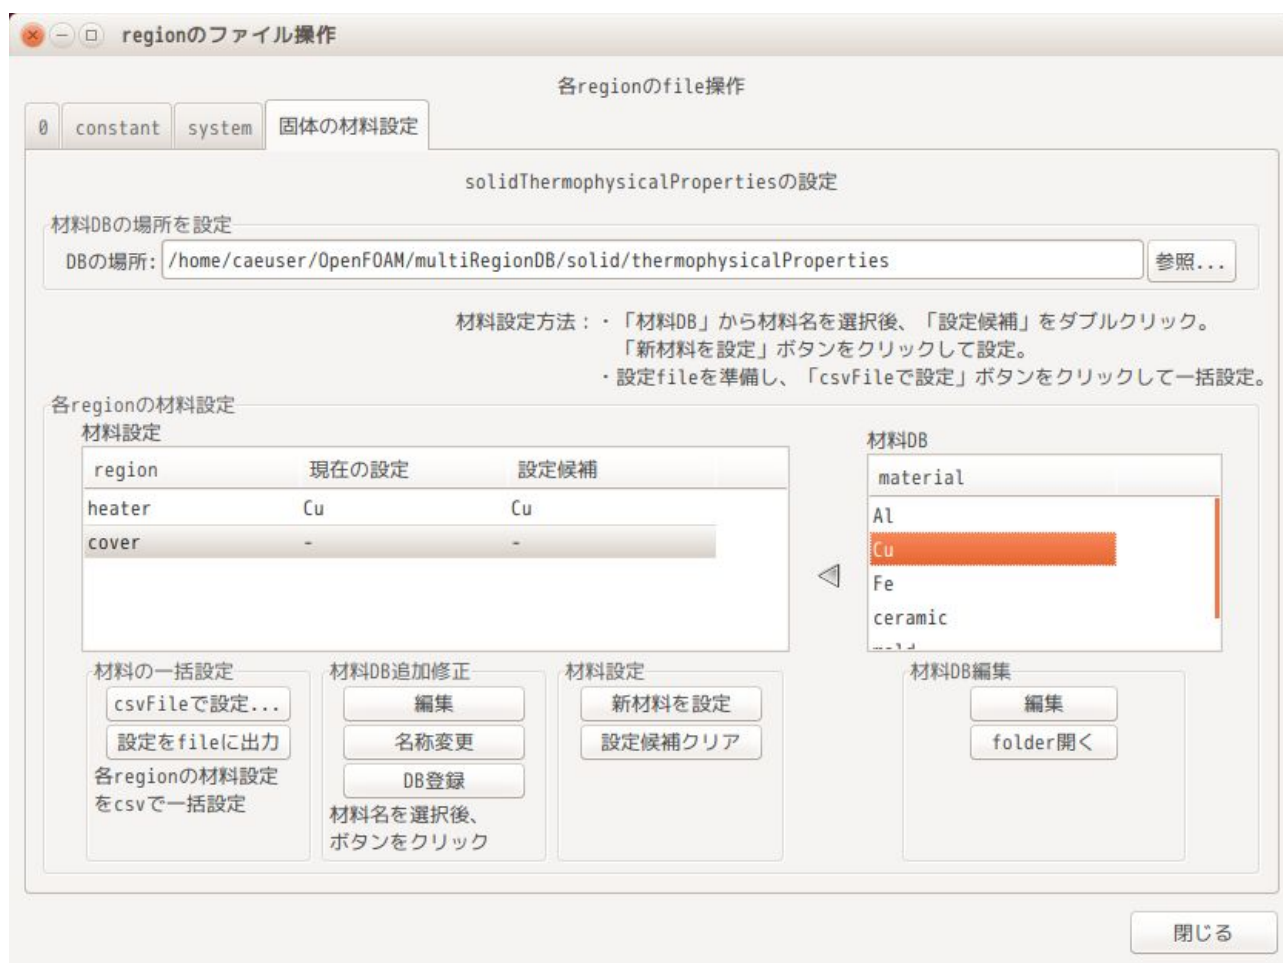 regionのファイル操作
各regionのfile操作
0 constant system 固体の材料設定
solidThermophysicalPropertiesの設定
材料DBの場所を設定
DBの場所: /home/caeuser/OpenFOAM/multiRegionDB/solid/thermophysicalProperties 参照...
材料設定方法：・「材料DB」から材料名を選択後、「設定候補」をダブルクリック。
「新材料を設定」ボタンをクリックして設定。
・設定fileを準備し、「csvFileで設定」ボタンをクリックして一括設定。
各regionの材料設定
材料設定
region 現在の設定 設定候補
heater Cu Cu
cover - -
材料DB
material
Al
Cu
Fe
ceramic
材料の一括設定
csvFileで設定...
設定をfileに出力
各regionの材料設定
をcsvで一括設定
材料DB追加修正
編集
名称変更
DB登録
材料名を選択後、
ボタンをクリック
材料設定
新材料を設定
設定候補クリア
材料DB編集
編集
folder開く
閉じる